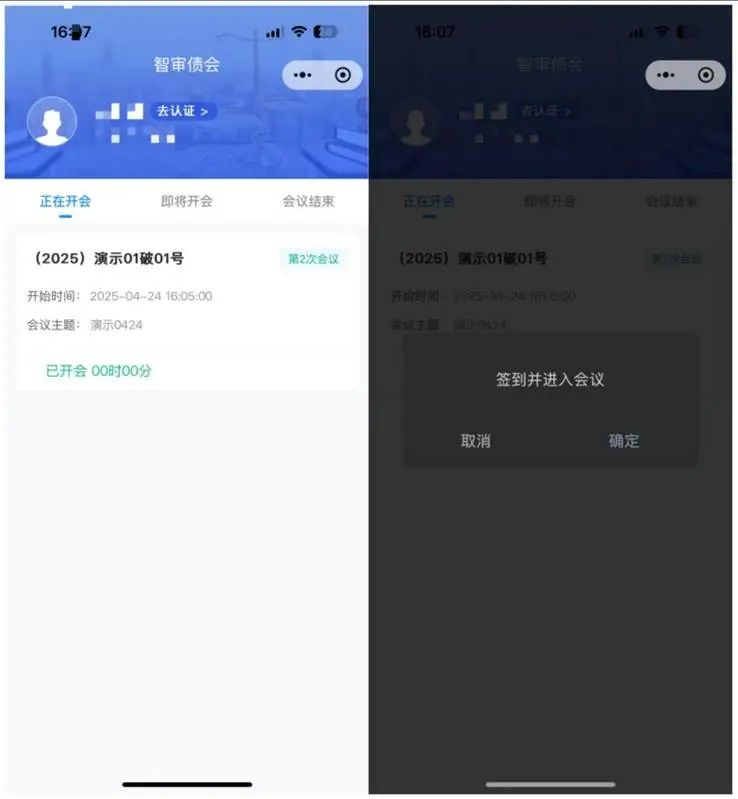 智审债会
去认证 >
正在开会 即将开会 会议结束
（2025）演示01破01号 第2次会议
开始时间： 2025-04-24 16:05:00
会议主题： 演示0424
已开会 00时00分
16:07
智审债会
去认证 >
正在开会 即将开会 会议结束
（2025）演示01破01号 第2次会议
开始时间： 2025-04-24 16:05:00
会议主题 演示0424
签到并进入会议
取消 确定